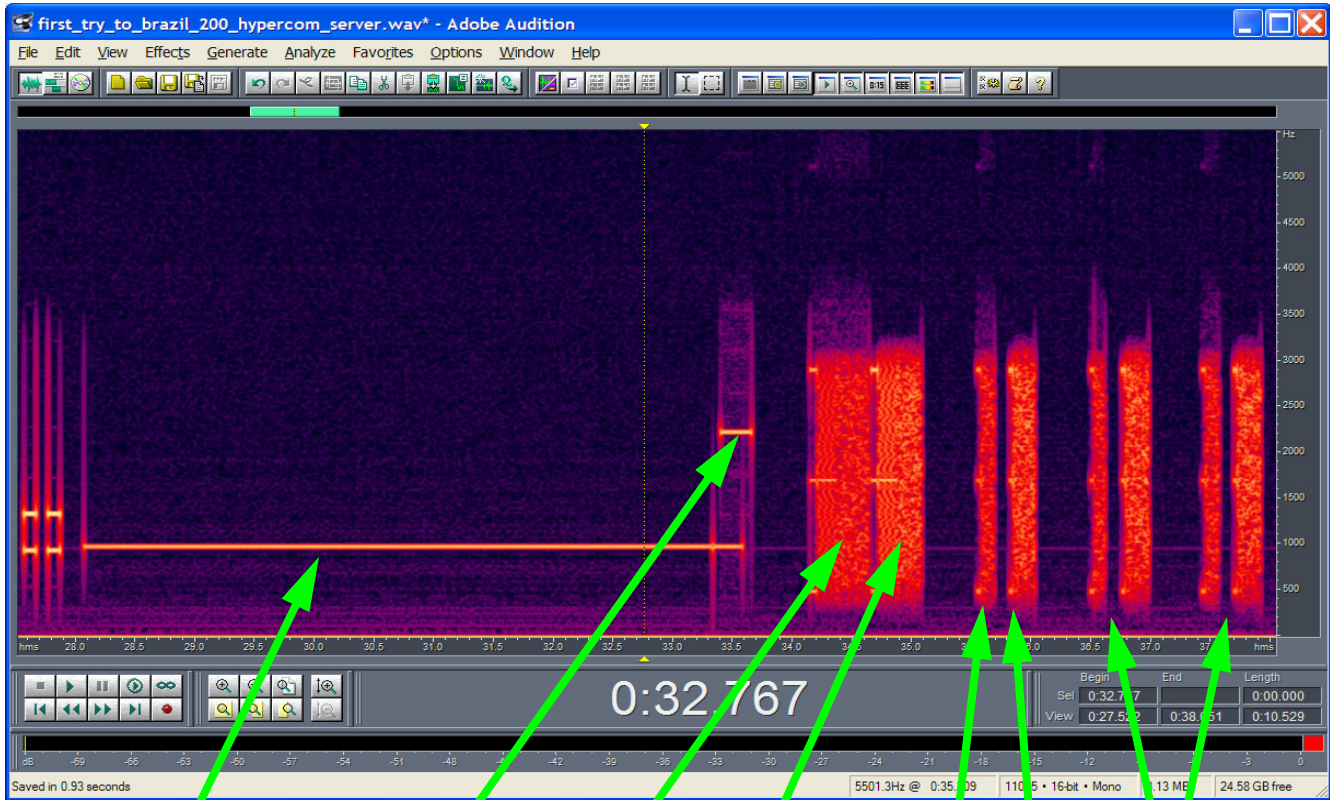 first_try_to_brazil_200_hypercom_server.wav* - Adobe Audition
File Edit View Effects Generate Analyze Favorites Options Window Help
Hz
5000
4500
4000
3500
3000
2500
2000
1500
1000
500
hms 28.0 28.5 29.0 29.5 30.0 30.5 31.0 31.5 32.0 32.5 33.0 33.5 34.0 35.0 36.5 37.0 hms
0:32.767
Begin End Length
Sel 0:32.767 0:00.000
View 0:27.522 0:10.529
dB -69 -66 -63 -60 -57 -54 -51 -48 -45 -42 -39 -36 -33 -30 -27 -24 -21 -18 -15 -12 -3 0
Saved in 0.93 seconds 5501.3Hz @ 16-bit • Mono 24.58 GB free